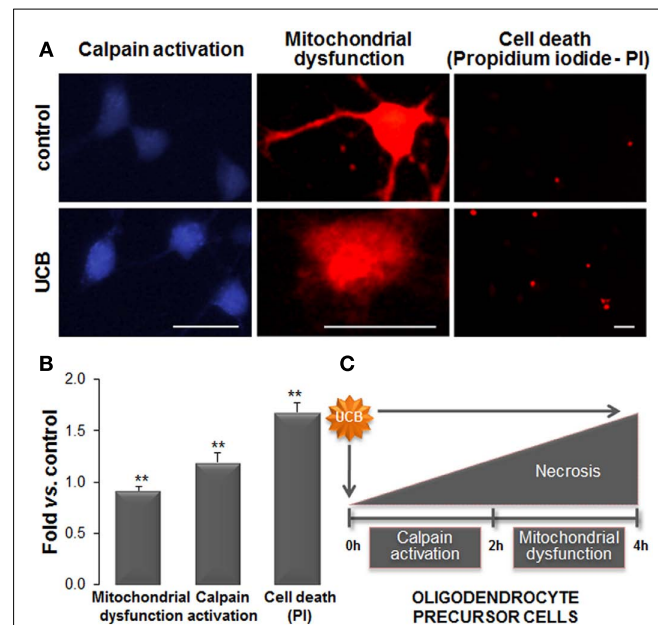 A
Calpain activation
Mitochondrial
dysfunction
Cell death
(Propidium iodide - PI)
control
UCB
B
Fold vs. control
2.0
1.5
1.0
0.5
0.0
**
**
**
Mitochondrial
dysfunction
Calpain
activation
Cell death
(PI)
C
UCB
Necrosis
0h
Calpain
activation
2h
Mitochondrial
dysfunction
4h
OLIGODENDROCYTE
PRECURSOR CELLS